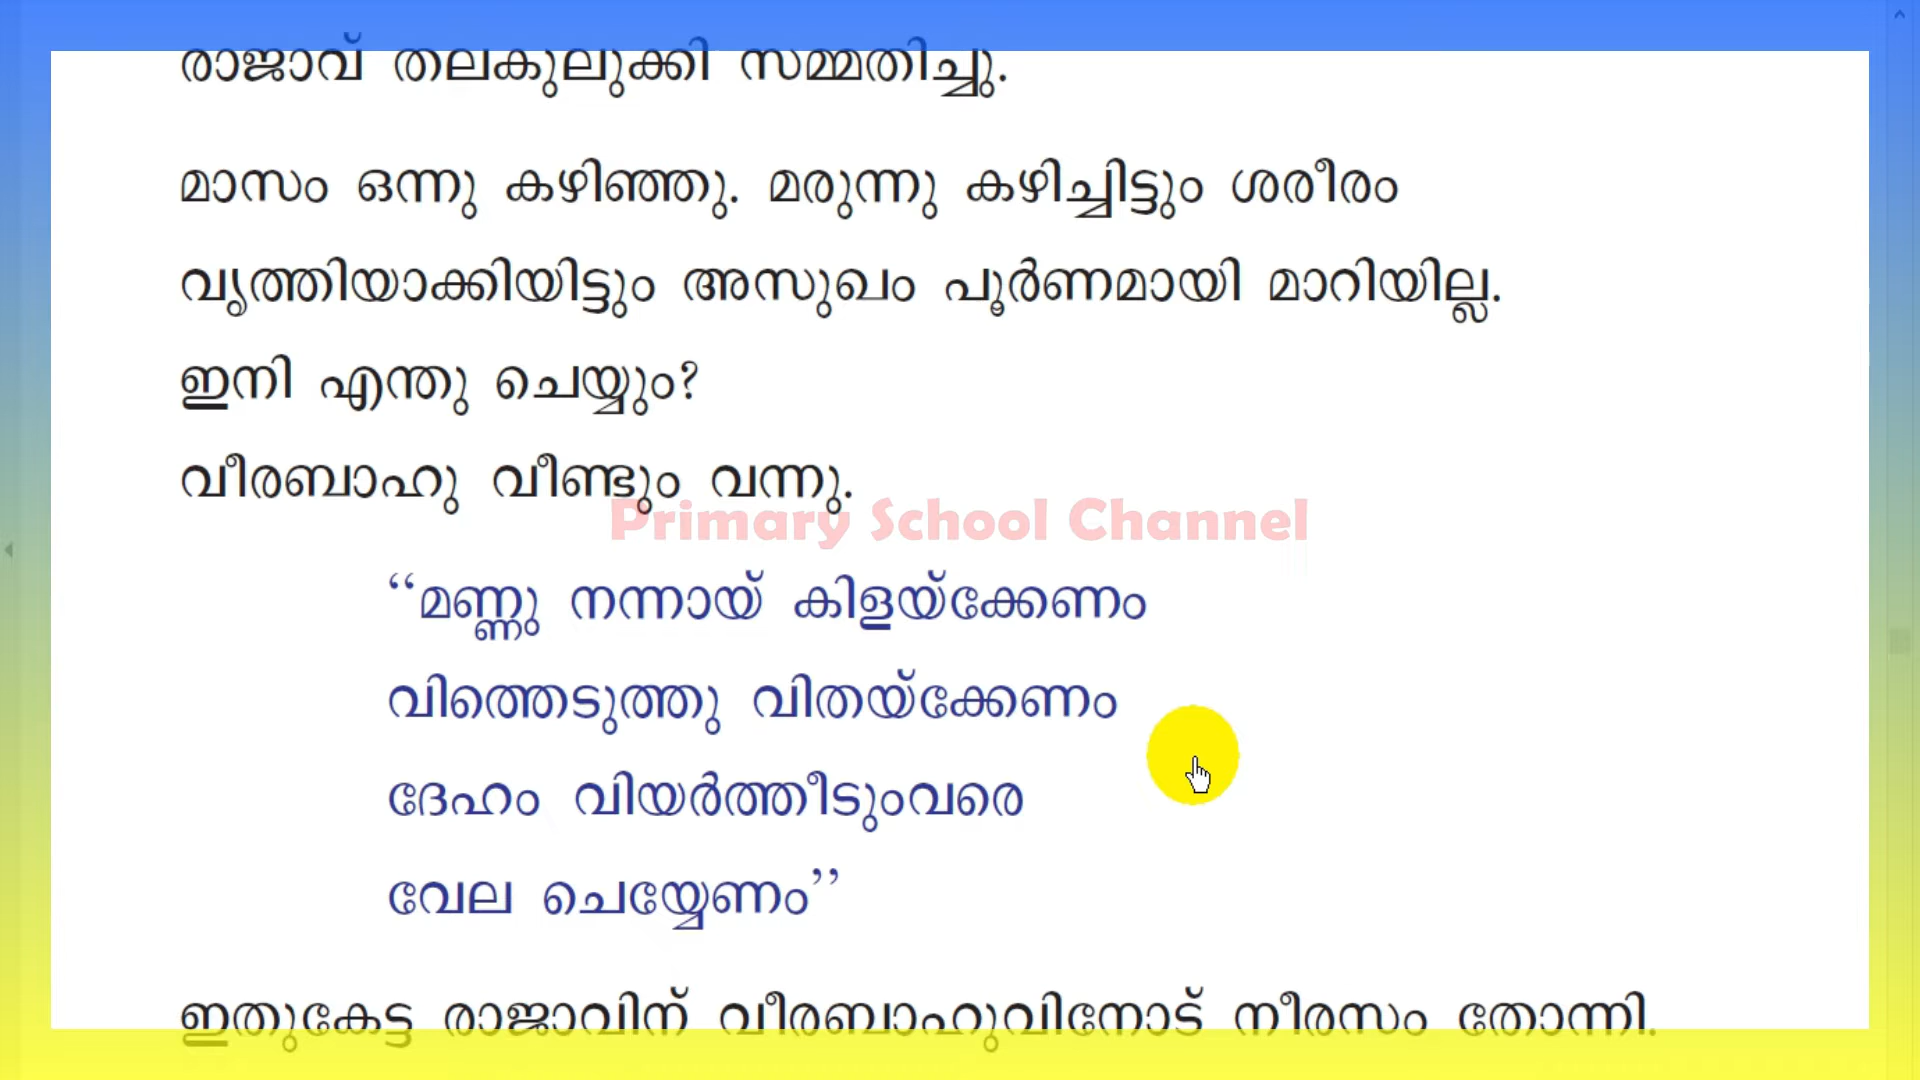 രാജാവ് തലകുലുക്കി സമ്മതിച്ചു.
മാസം ഒന്നു കഴിഞ്ഞു. മരുന്നു കഴിച്ചിട്ടും ശരീരം
വൃത്തിയാക്കിയിട്ടും അസുഖം പൂർണമായി മാറിയില്ല.
ഇനി എന്തു ചെയ്യും?
വീരബാഹു വീണ്ടും വന്നു.
Primary School Channel
‘‘മണ്ണു നന്നായ് കിളയ്ക്കേണം
വിത്തെടുത്തു വിതയ്ക്കേണം
ദേഹം വിയർത്തീടുംവരെ
വേല ചെയ്യേണം’’
ഇതുകേട്ട രാജാവിന് വീരബാഹുവിനോട് നീരസം തോന്നി.